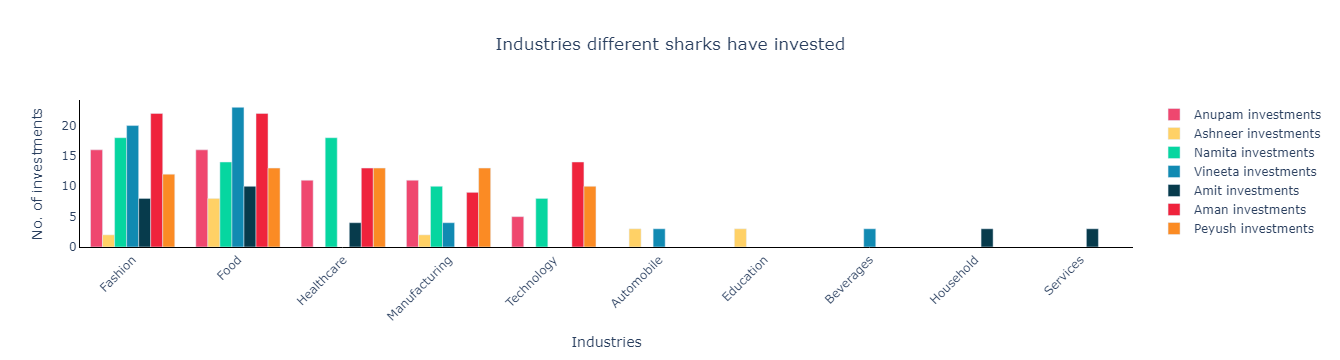 Industries different sharks have invested
No. of investments
20
15
10
5
0
Fashion
Food
Healthcare
Manufacturing
Technology
Automobile
Education
Beverages
Household
Services
Industries
Anupam investments
Ashneer investments
Namita investments
Vineeta investments
Amit investments
Aman investments
Peyush investments